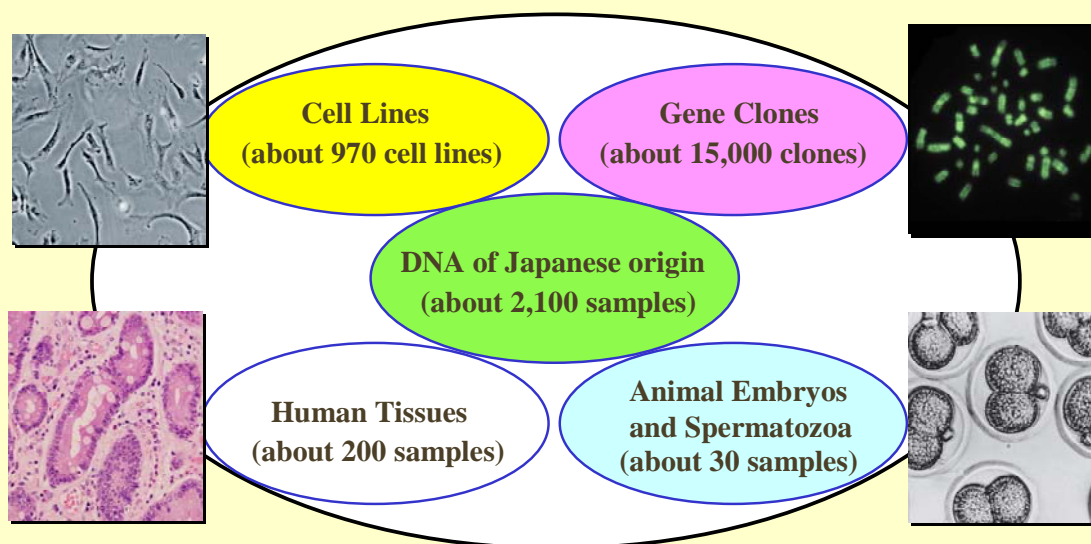 Cell Lines
(about 970 cell lines)
Gene Clones
(about 15,000 clones)
DNA of Japanese origin
(about 2,100 samples)
Human Tissues
(about 200 samples)
Animal Embryos
and Spermatozoa
(about 30 samples)